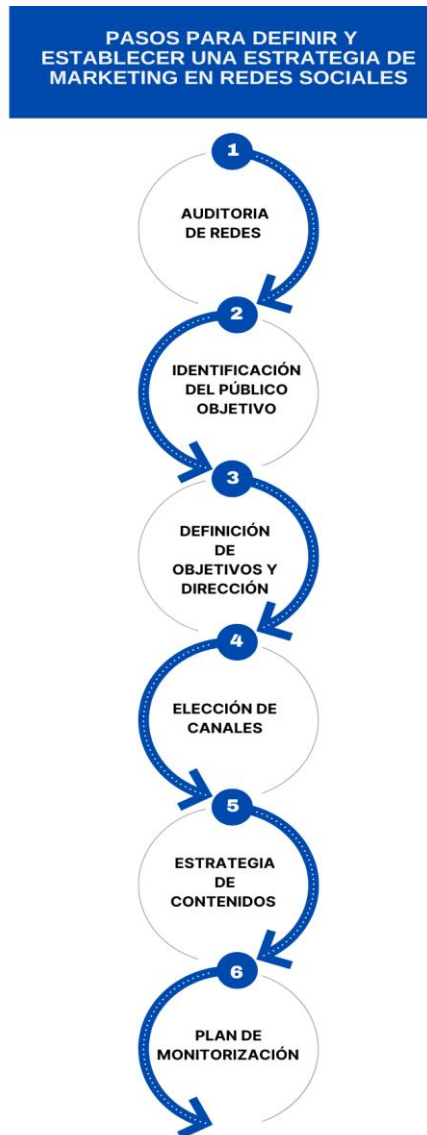 PASOS PARA DEFINIR Y
ESTABLECER UNA ESTRATEGIA DE
MARKETING EN REDES SOCIALES
1
AUDITORIA
DE REDES
2
IDENTIFICACIÓN
DEL PÚBLICO
OBJETIVO
3
DEFINICIÓN
DE
OBJETIVOS Y
DIRECCIÓN
4
ELECCIÓN DE
CANALES
5
ESTRATEGIA
DE
CONTENIDOS
6
PLAN DE
MONITORIZACIÓN